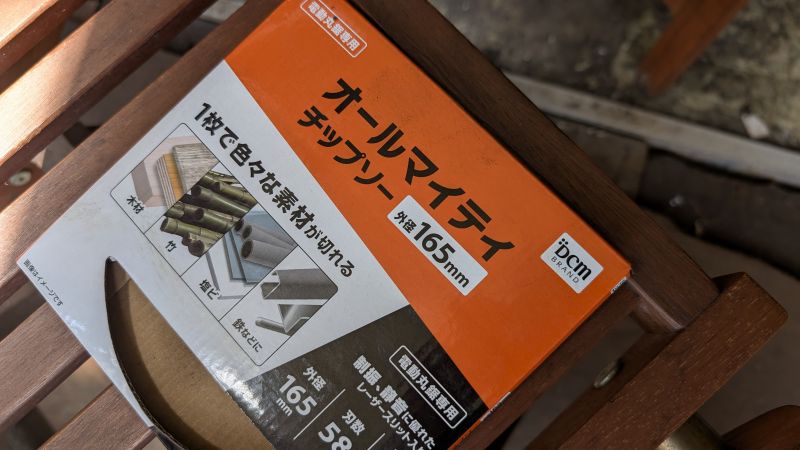 電動丸鋸専用
オールマイティ
チップソー
外径165mm
DCM
BRAND
1枚で色々な素材が切れる
木材
竹
塩ビ
鉄などに
画像はイメージです
電動丸鋸専用
制振、静音に優れた
レーザースリット入
外径
165
mm
刃数
58